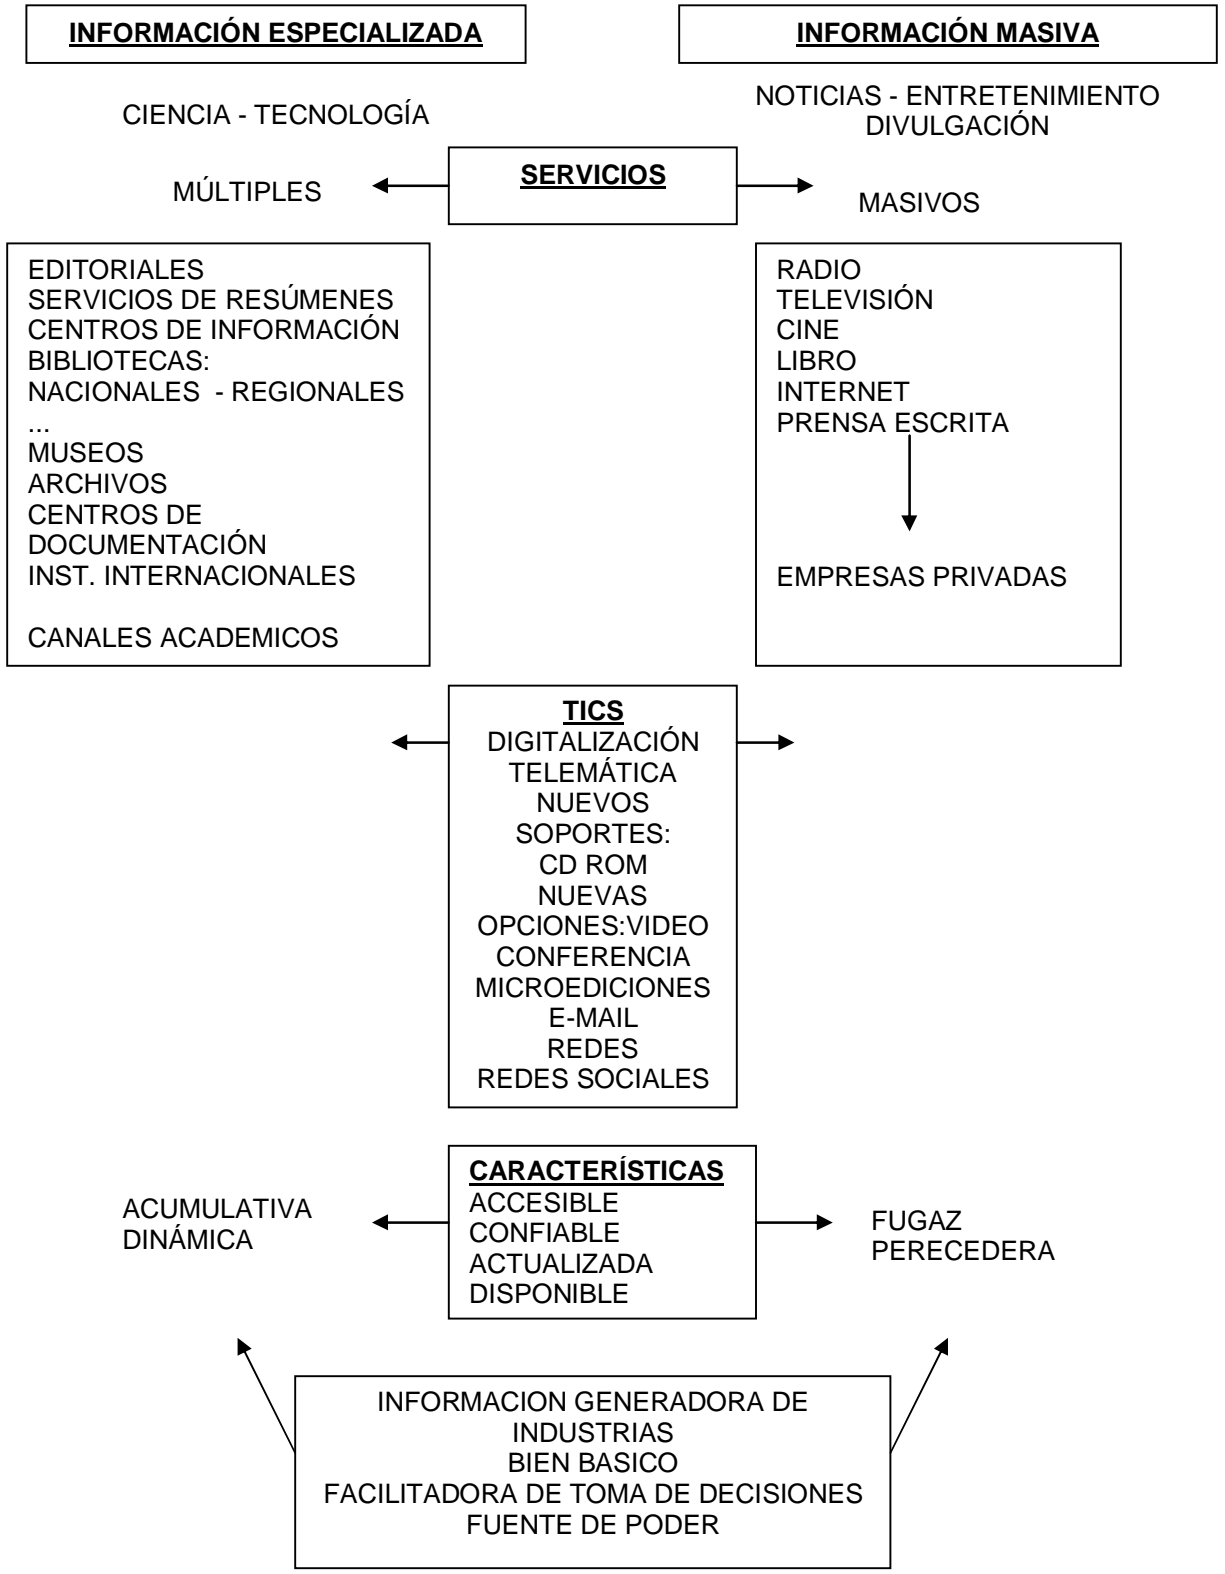 INFORMACIÓN ESPECIALIZADA
INFORMACIÓN MASIVA
CIENCIA - TECNOLOGÍA
NOTICIAS - ENTRETENIMIENTO
DIVULGACIÓN
MÚLTIPLES
SERVICIOS
MASIVOS
EDITORIALES
SERVICIOS DE RESÚMENES
CENTROS DE INFORMACIÓN
BIBLIOTECAS:
NACIONALES - REGIONALES
...
MUSEOS
ARCHIVOS
CENTROS DE
DOCUMENTACIÓN
INST. INTERNACIONALES
CANALES ACADEMICOS
RADIO
TELEVISIÓN
CINE
LIBRO
INTERNET
PRENSA ESCRITA
EMPRESAS PRIVADAS
TICS
DIGITALIZACIÓN
TELEMÁTICA
NUEVOS
SOPORTES:
CD ROM
NUEVAS
OPCIONES:VIDEO
CONFERENCIA
MICROEDICIONES
E-MAIL
REDES
REDES SOCIALES
ACUMULATIVA
DINÁMICA
CARACTERÍSTICAS
ACCESIBLE
CONFIABLE
ACTUALIZADA
DISPONIBLE
FUGAZ
PERECEDERA
INFORMACION GENERADORA DE
INDUSTRIAS
BIEN BASICO
FACILITADORA DE TOMA DE DECISIONES
FUENTE DE PODER